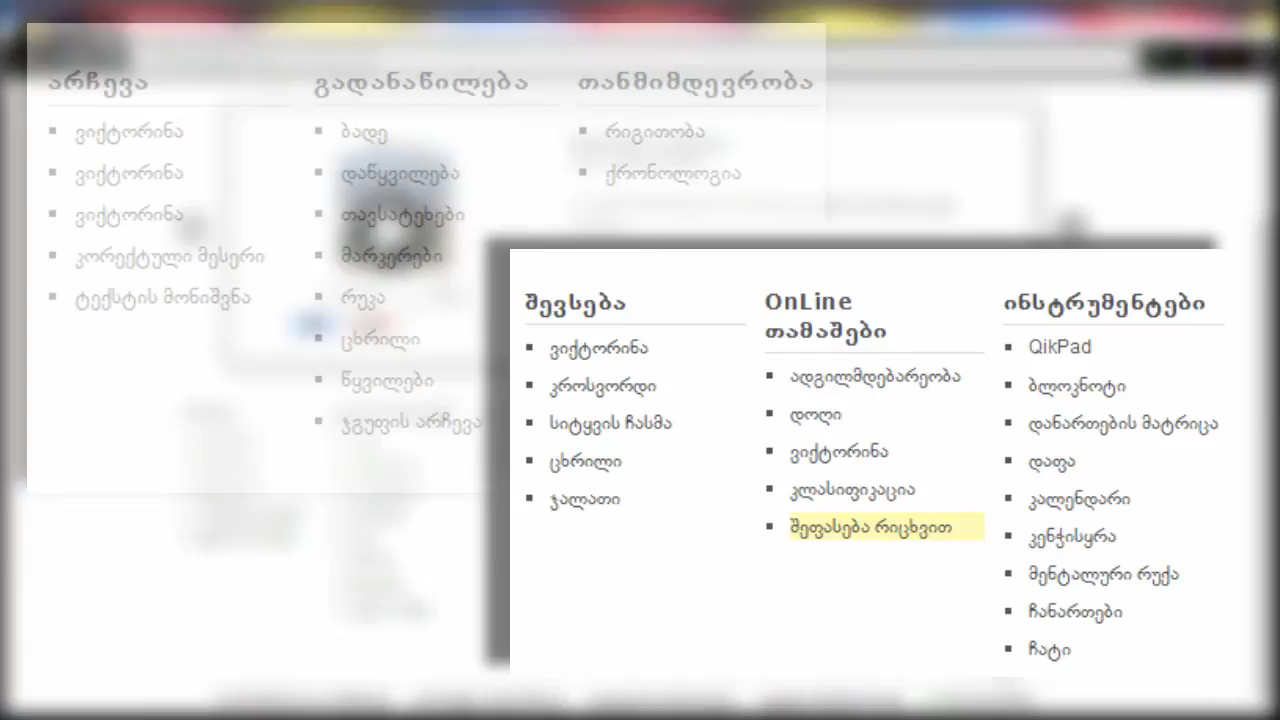 არჩევა
ვიქტორინა
ვიქტორინა
ვიქტორინა
კორექტული მესერი
ტექსტის მონიშვნა
გადანაწილება
ბადე
დაწყვილება
თავსატეხები
მარკერები
რუკა
ცხრილი
წყვილები
ჯგუფის არჩევა
თანმიმდევრობა
რიგითობა
ქრონოლოგია
შევსება
ვიქტორინა
კროსვორდი
სიტყვის ჩასმა
ცხრილი
ჯალათი
OnLine
თამაშები
ადგილმდებარეობა
დოღი
ვიქტორინა
კლასიფიკაცია
შეფასება რიცხვით
ინსტრუმენტები
QikPad
ბლოკნოტი
დანართების მატრიცა
დაფა
კალენდარი
კენჭისყრა
მენტალური რუქა
ჩანართები
ჩატი